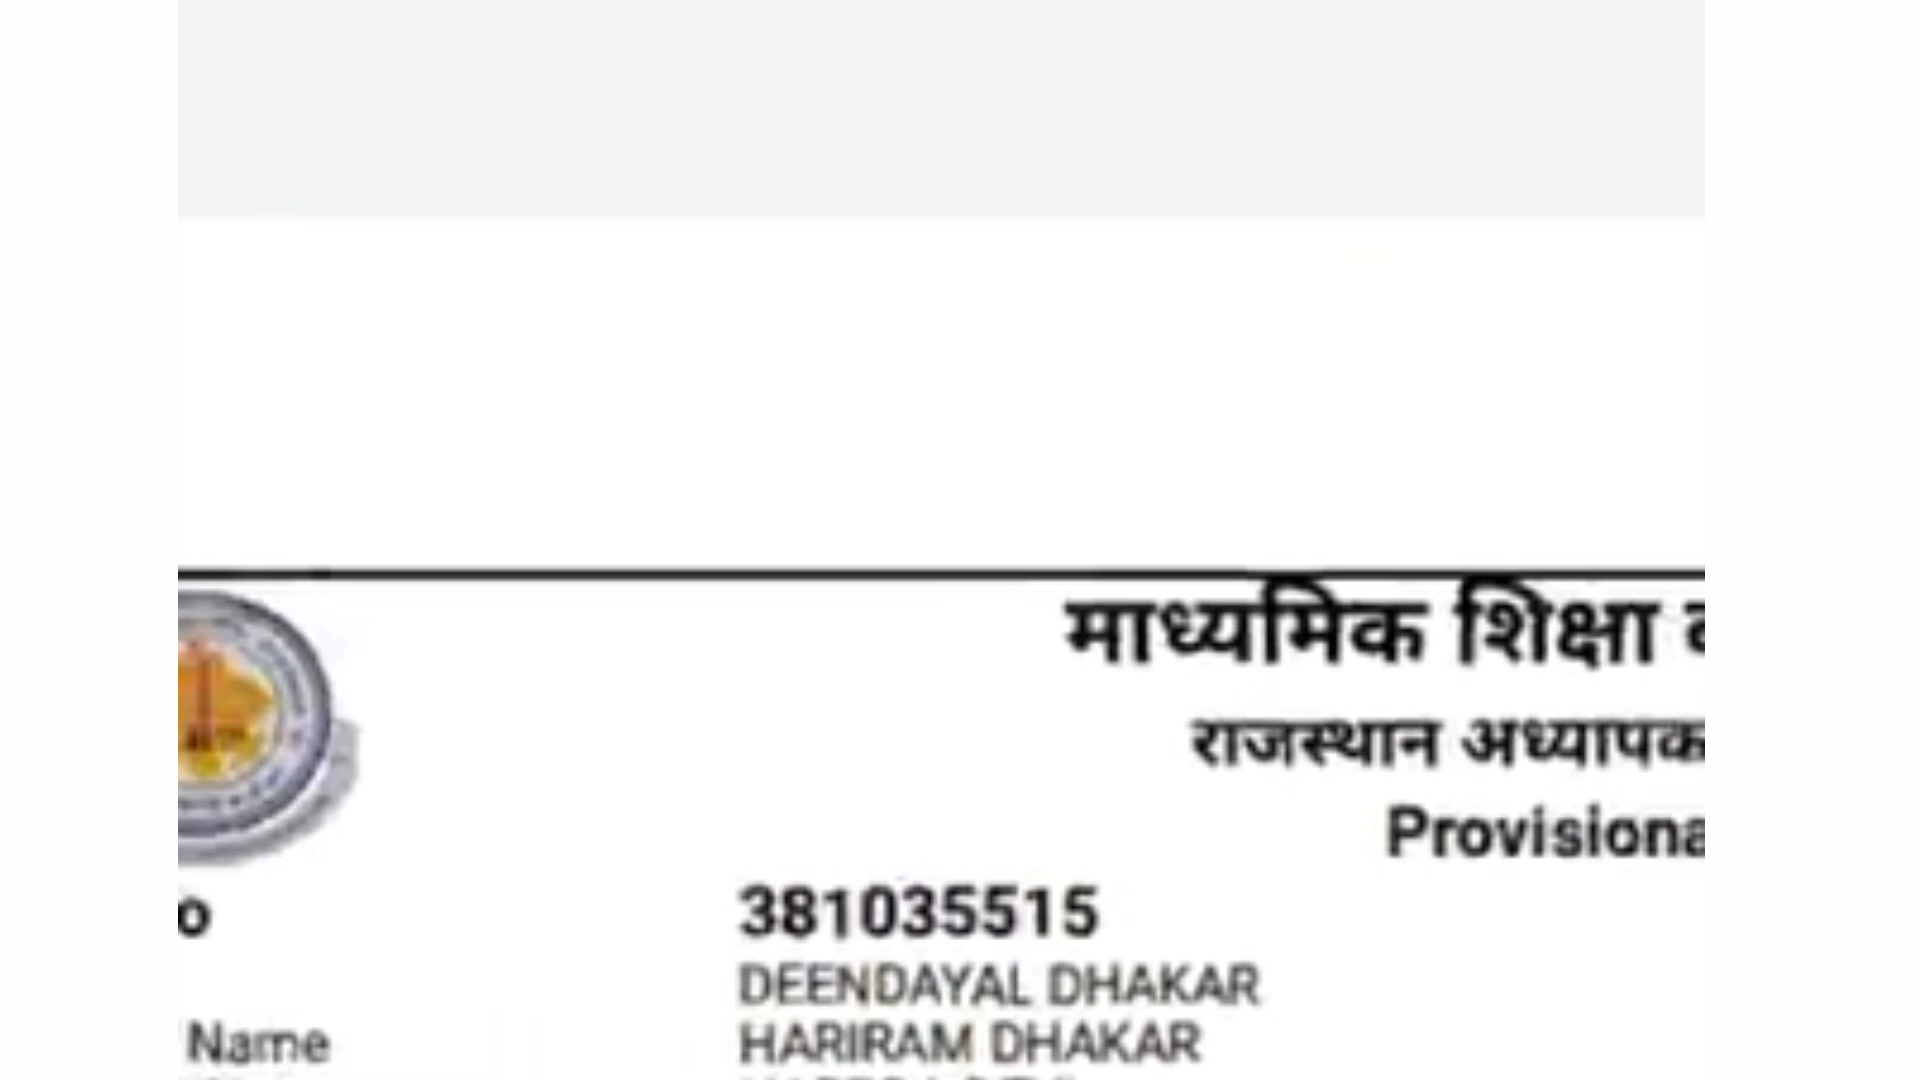 माध्यमिक शिक्षा
राजस्थान अध्यापक
Provisiona
o 381035515
DEENDAYAL DHAKAR
Name HARIRAM DHAKAR